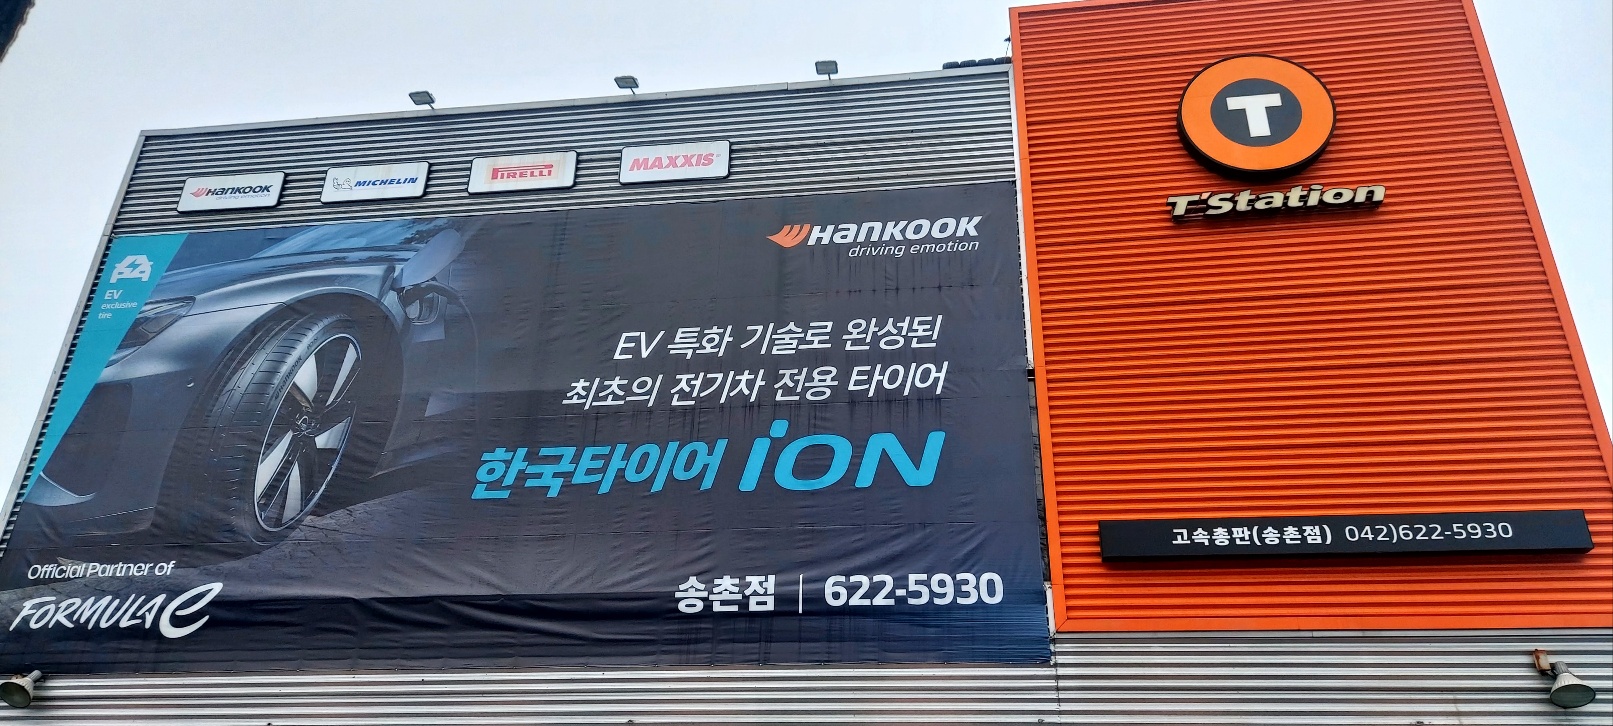 HANKOOK
driving emotion
MICHELIN
PIRELLI
MAXXIS
EV
exclusive
tire
HANKOOK
driving emotion
EV 특화 기술로 완성된
최초의 전기차 전용 타이어
한국타이어 iON
Official Partner of
FORMULA E
송촌점 | 622-5930
T
T'Station
고속총판(송촌점) 042)622-5930